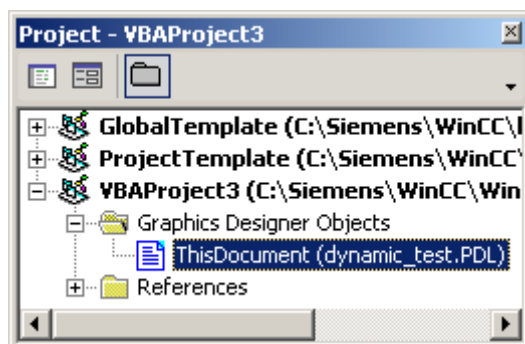 Project - VBAProject3
GlobalTemplate (C:\Siemens\WinCC\
ProjectTemplate (C:\Siemens\WinCC\
VBAProject3 (C:\Siemens\WinCC\Win
Graphics Designer Objects
ThisDocument (dynamic_test.PDL)
References